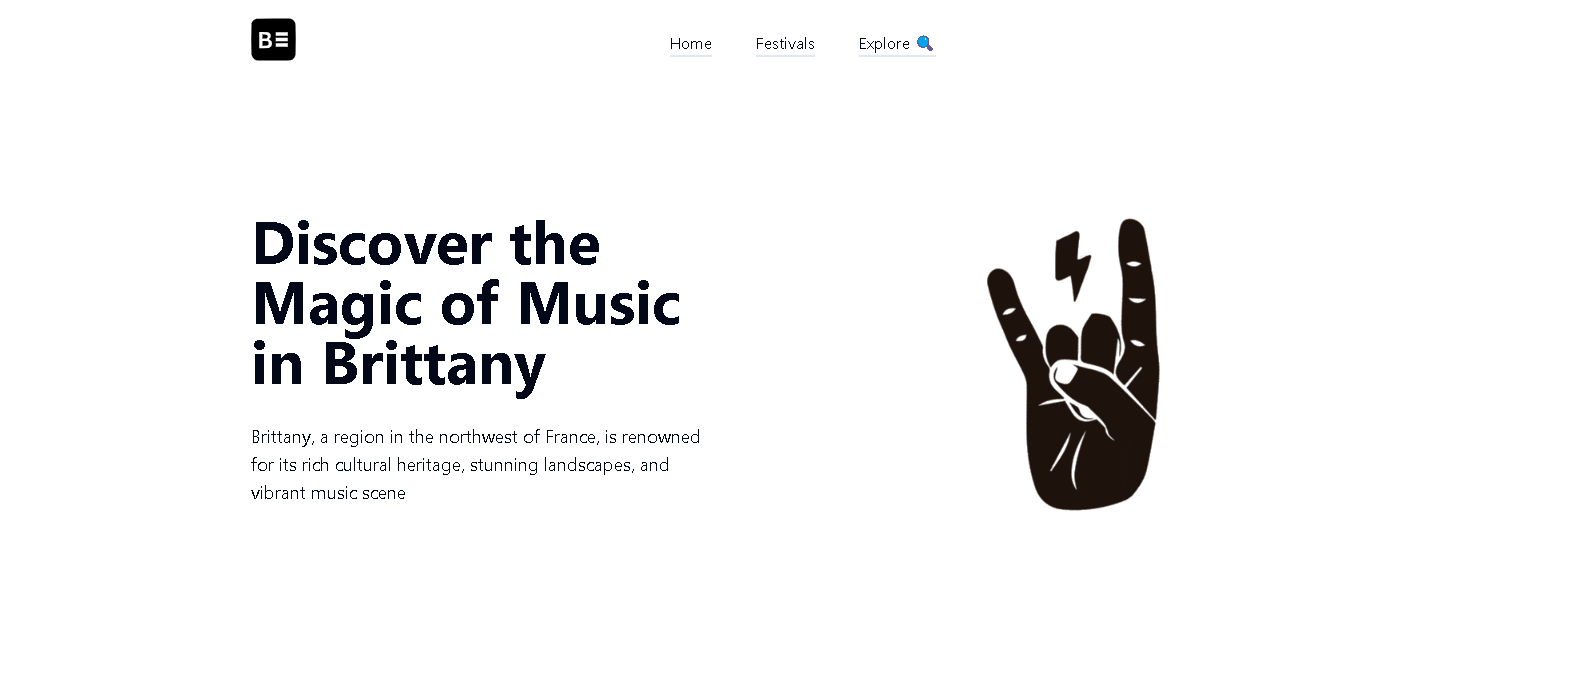 BE
Home
Festivals
Explore
Discover the
Magic of Music
in Brittany
Brittany, a region in the northwest of France, is renowned
for its rich cultural heritage, stunning landscapes, and
vibrant music scene